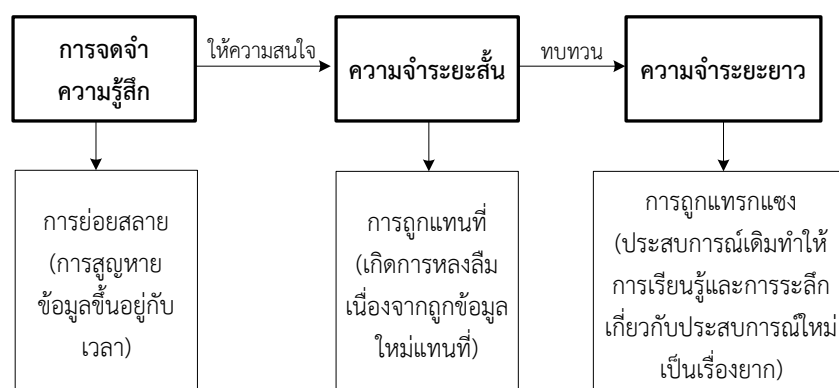 การจดจำ
ความรู้สึก
ให้ความสนใจ
ความจำระยะสั้น
ทบทวน
ความจำระยะยาว
การย่อยสลาย
(การสูญหาย
ข้อมูลขึ้นอยู่กับ
เวลา)
การถูกแทนที่
(เกิดการหลงลืม
เนื่องจากถูกข้อมูล
ใหม่แทนที่)
การถูกแทรกแซง
(ประสบการณ์เดิมทำให้
การเรียนรู้และการระลึก
เกี่ยวกับประสบการณ์ใหม่
เป็นเรื่องยาก)